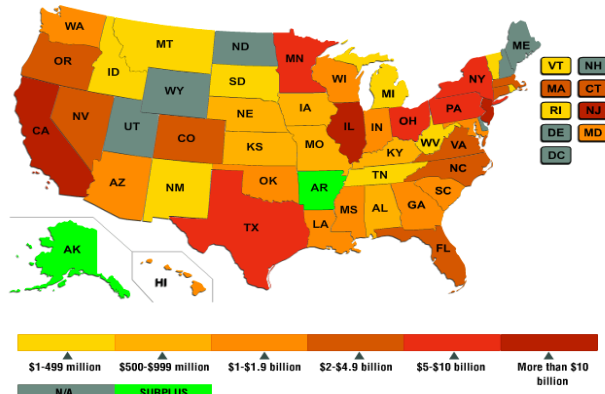 WA
MT
ND
MN
ME
OR
ID
SD
WI
MI
NY
VT
NH
WY
MA
CT
NV
NE
IA
PA
RI
NJ
CA
UT
CO
IL
IN
OH
WV
VA
DE
MD
KS
MO
KY
DC
AZ
NM
OK
AR
TN
NC
SC
TX
LA
MS
AL
GA
FL
AK
HI
$1-499 million
$500-$999 million
$1-$1.9 billion
$2-$4.9 billion
$5-$10 billion
More than $10
billion
N/A
SURPLUS